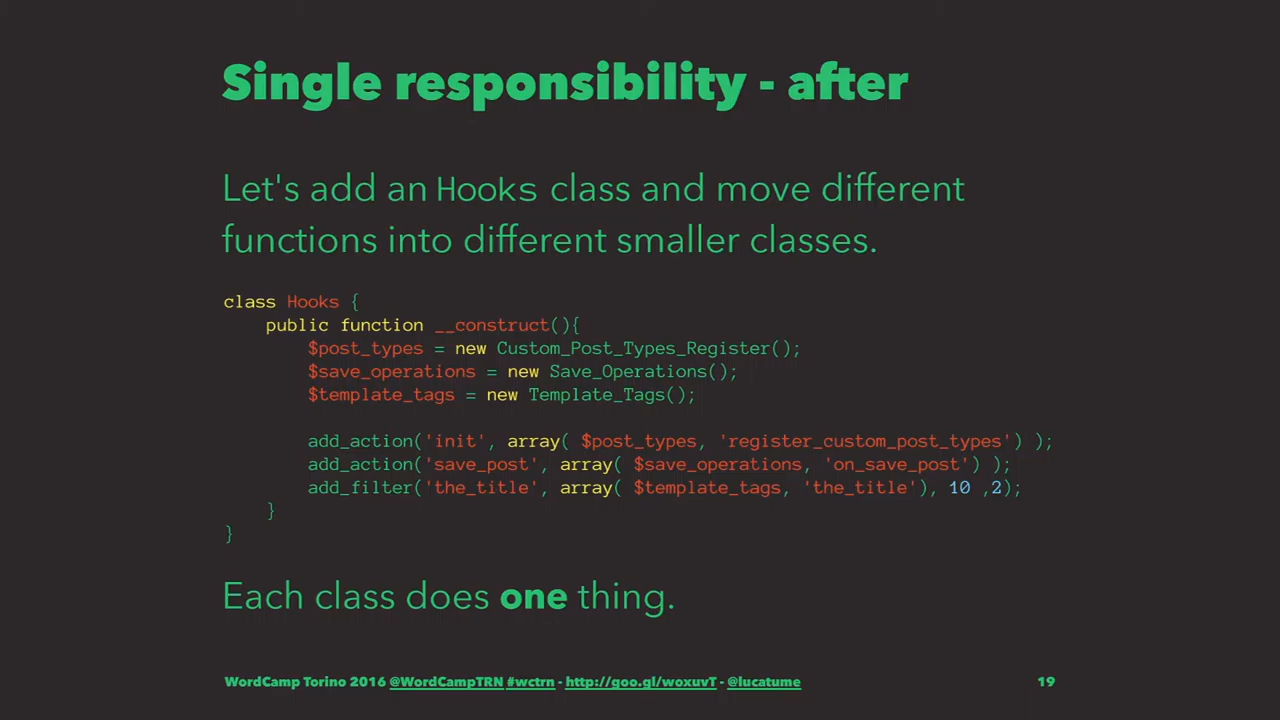 Single responsibility - after
Let's add an Hooks class and move different
functions into different smaller classes.
class Hooks {
    public function __construct(){
        $post_types = new Custom_Post_Types_Register();
        $save_operations = new Save_Operations();
        $template_tags = new Template_Tags();
        add_action('init', array( $post_types, 'register_custom_post_types') );
        add_action('save_post', array( $save_operations, 'on_save_post') );
        add_filter('the_title', array( $template_tags, 'the_title'), 10 ,2);
    }
}
Each class does one thing.
WordCamp Torino 2016 @WordCampTRN #wctrn - http://goo.gl/woxuvT - @lucatume 19